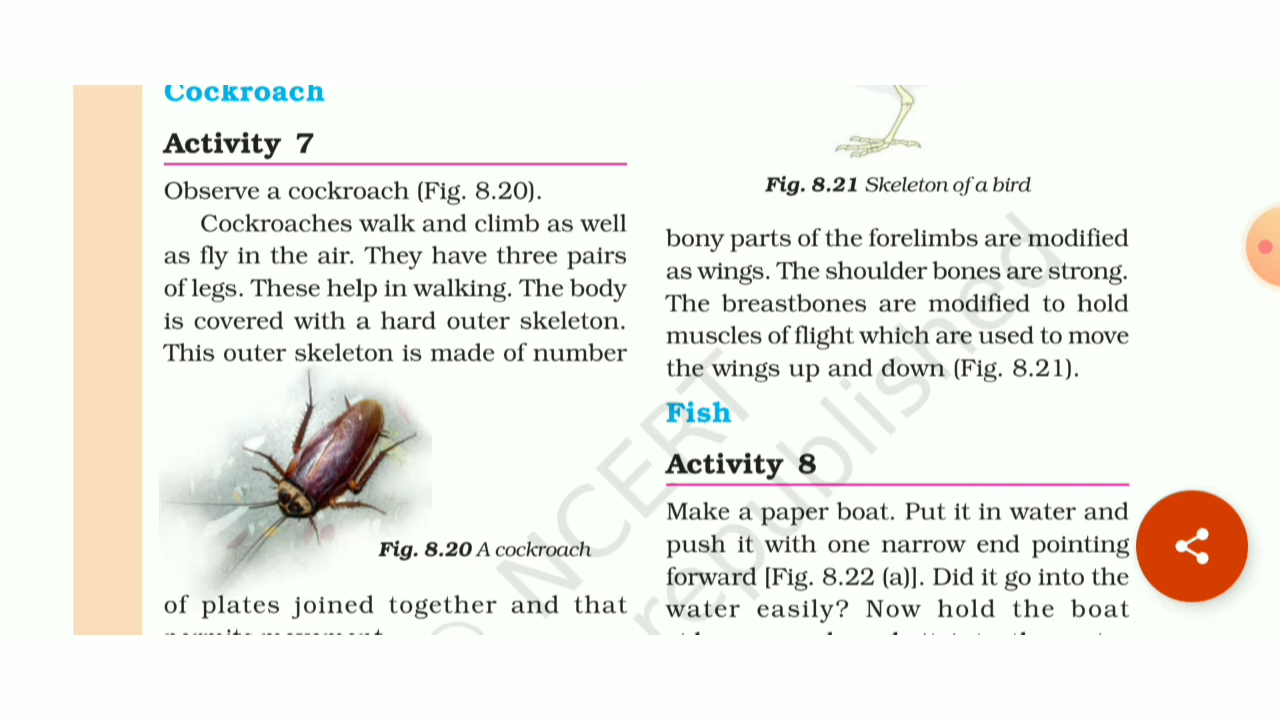 Cockroach
Activity 7
Observe a cockroach (Fig. 8.20).
Cockroaches walk and climb as well
as fly in the air. They have three pairs
of legs. These help in walking. The body
is covered with a hard outer skeleton.
This outer skeleton is made of number
Fig. 8.20 A cockroach
of plates joined together and that
Fig. 8.21 Skeleton of a bird
bony parts of the forelimbs are modified
as wings. The shoulder bones are strong.
The breastbones are modified to hold
muscles of flight which are used to move
the wings up and down (Fig. 8.21).
Fish
Activity 8
Make a paper boat. Put it in water and
push it with one narrow end pointing
forward [Fig. 8.22 (a)]. Did it go into the
water easily? Now hold the boat
© NCERT
republished